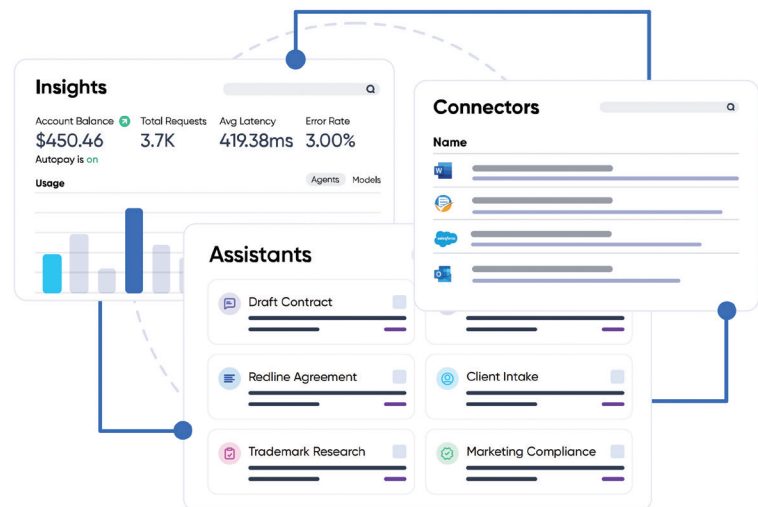 Insights
Account Balance Total Requests Avg Latency Error Rate
$450.46 3.7K 419.38ms 3.00%
Autopay is on
Usage Agents Models
Connectors
Name
W
salesforce
Assistants
Draft Contract
Redline Agreement Client Intake
Trademark Research Marketing Compliance